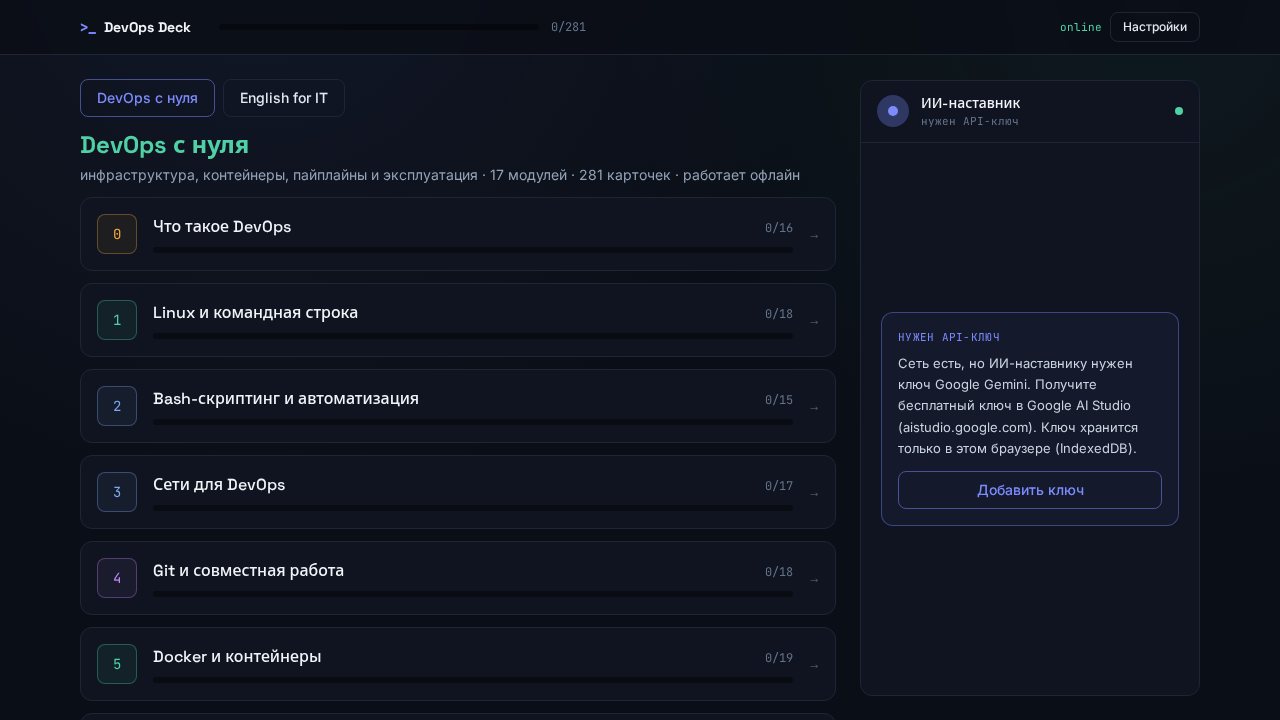 >_ DevOps Deck
0/281
online
Настройки
DevOps с нуля
English for IT
DevOps с нуля
инфраструктура, контейнеры, пайплайны и эксплуатация · 17 модулей · 281 карточек · работает офлайн
0
Что такое DevOps
0/16
→
1
Linux и командная строка
0/18
→
2
Bash-скриптинг и автоматизация
0/15
→
3
Сети для DevOps
0/17
→
4
Git и совместная работа
0/18
→
5
Docker и контейнеры
0/19
→
ИИ-наставник
нужен API-ключ
НУЖЕН API-КЛЮЧ
Сеть есть, но ИИ-наставнику нужен
ключ Google Gemini. Получите
бесплатный ключ в Google AI Studio
(aistudio.google.com). Ключ хранится
только в этом браузере (IndexedDB).
Добавить ключ